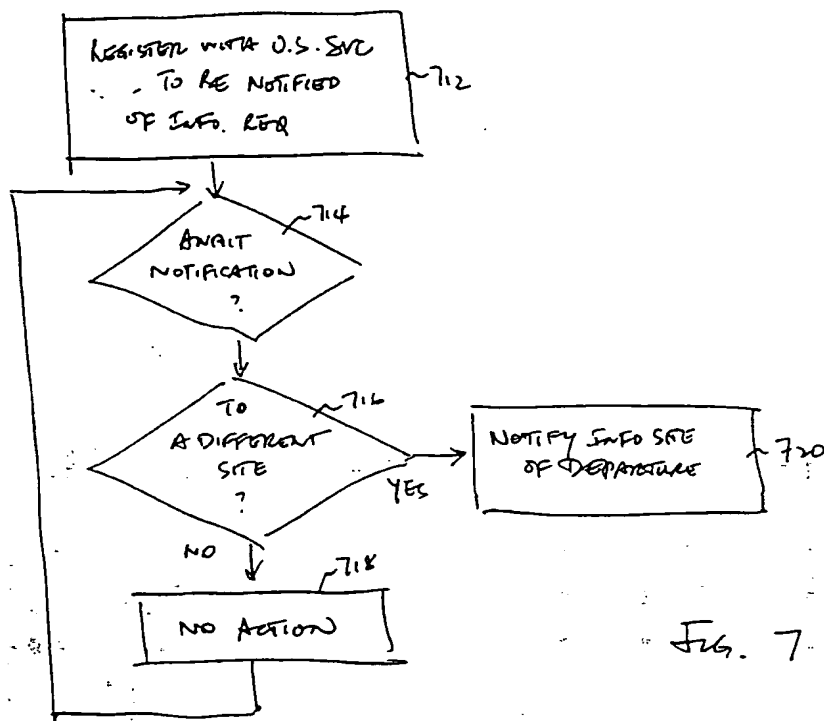 REGISTER WITH O.S. SVC
TO BE NOTIFIED
OF INFO. REQ
712
714
AWAIT
NOTIFICATION
?
716
TO
A DIFFERENT
SITE
?
YES
NOTIFY INFO SITE
OF DEPARTURE
720
NO
718
NO ACTION
FIG. 7